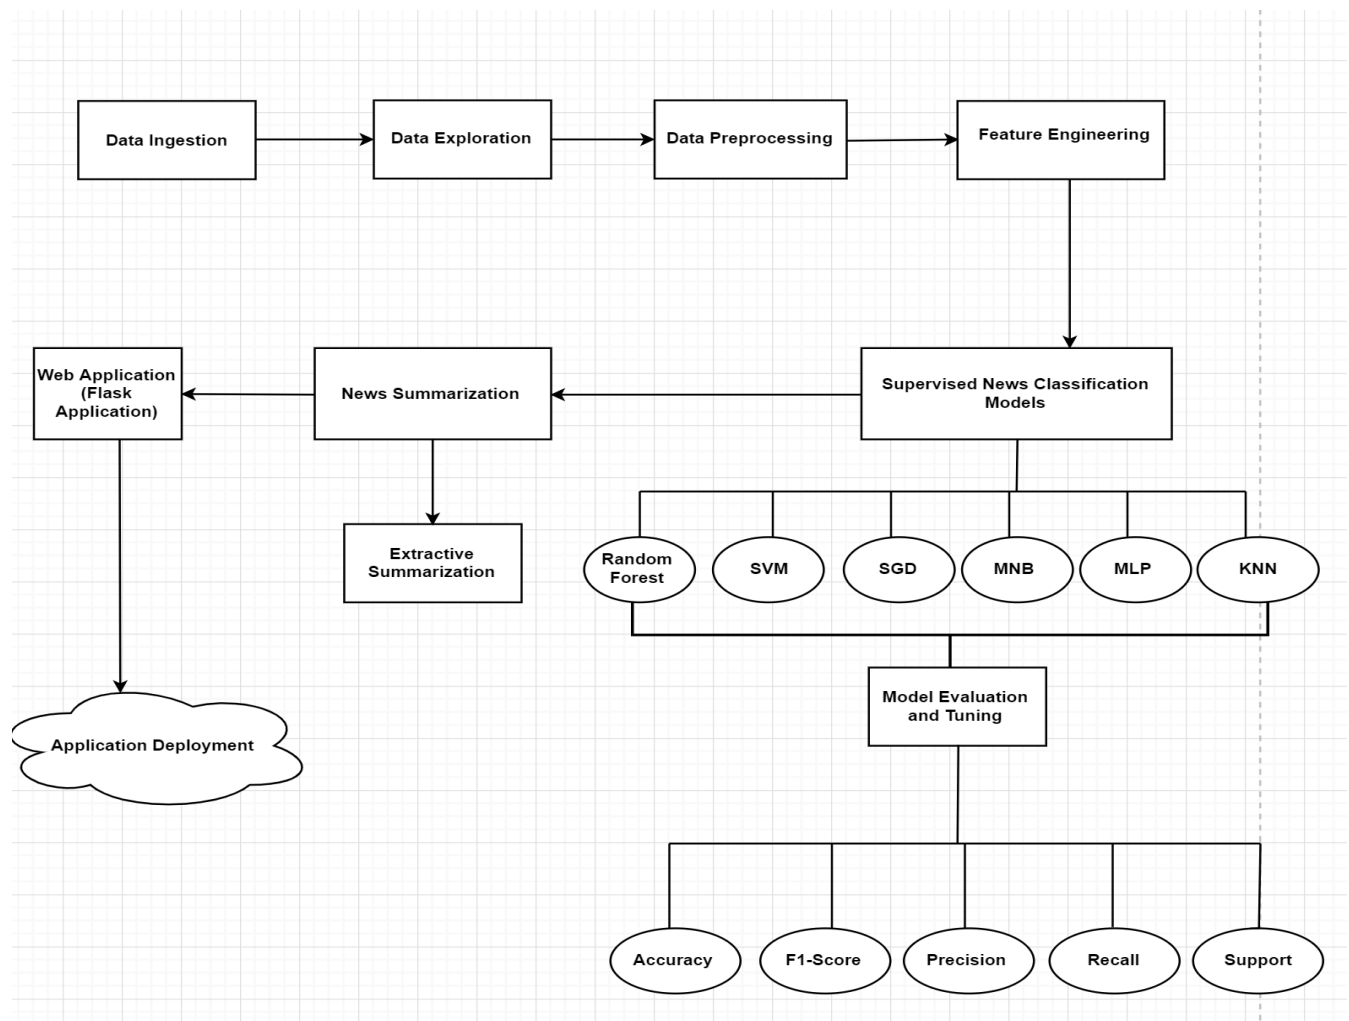 Data Ingestion
Data Exploration
Data Preprocessing
Feature Engineering
Web Application
(Flask
Application)
News Summarization
Supervised News Classification
Models
Extractive
Summarization
Random
Forest
SVM
SGD
MNB
MLP
KNN
Model Evaluation
and Tuning
Application Deployment
Accuracy
F1-Score
Precision
Recall
Support